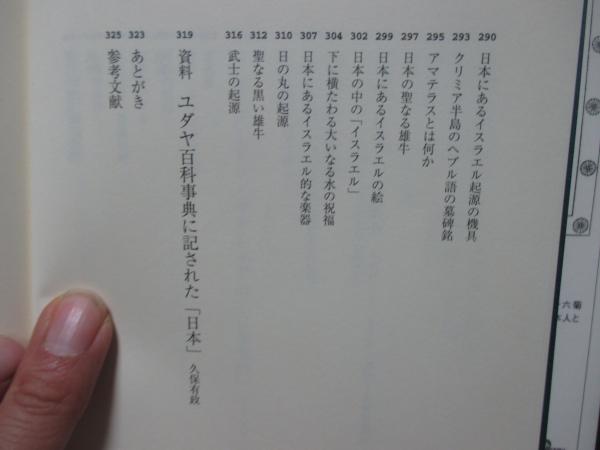 290 日本にあるイスラエル起源の機具
293 クリミア半島のヘブル語の墓碑銘
295 アマテラスとは何か
297 日本の聖なる雄牛
299 日本にあるイスラエルの絵
302 日本の中の「イスラエル」
304 下に横たわる大いなる水の祝福
307 日本にあるイスラエル的な楽器
310 日の丸の起源
312 聖なる黒い雄牛
316 武士の起源
319 資料 ユダヤ百科事典に記された「日本」 久保有政
323 あとがき
325 参考文献
菊
六
と
人